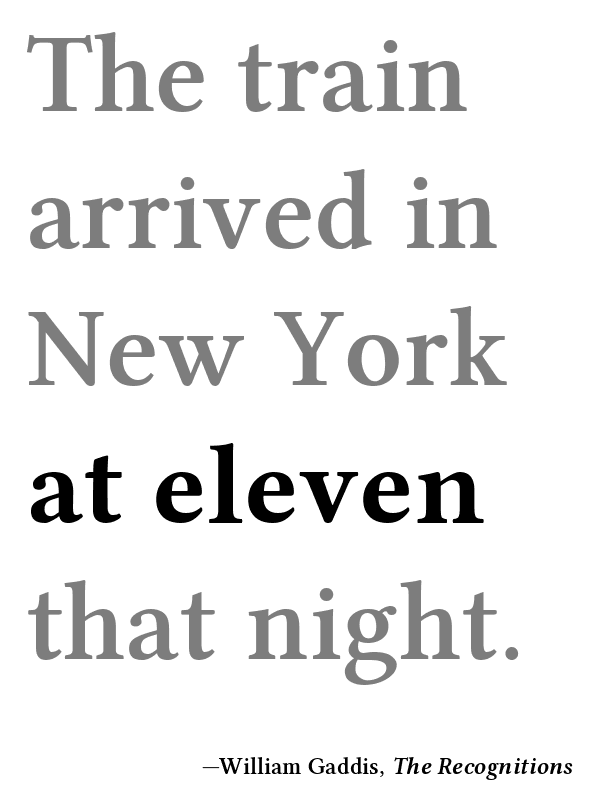 The train
arrived in
New York
at eleven
that night.
—William Gaddis, The Recognitions